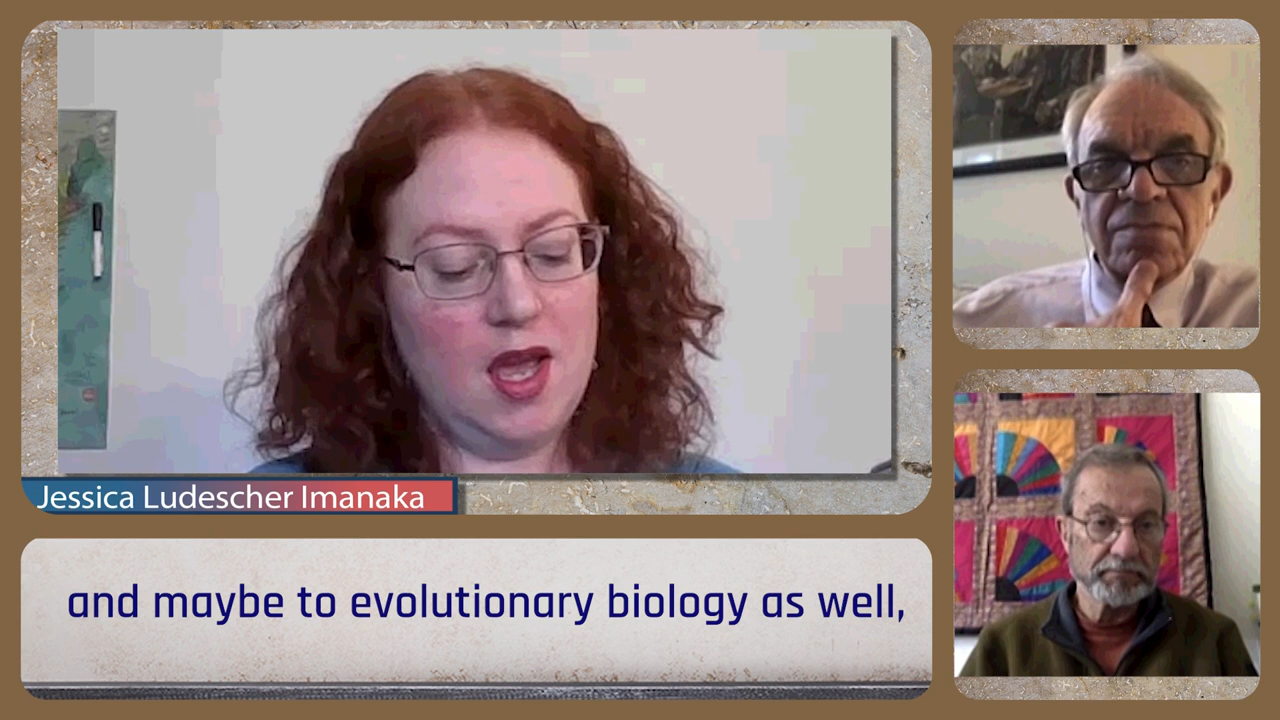 Jessica Ludescher Imanaka
and maybe to evolutionary biology as well,